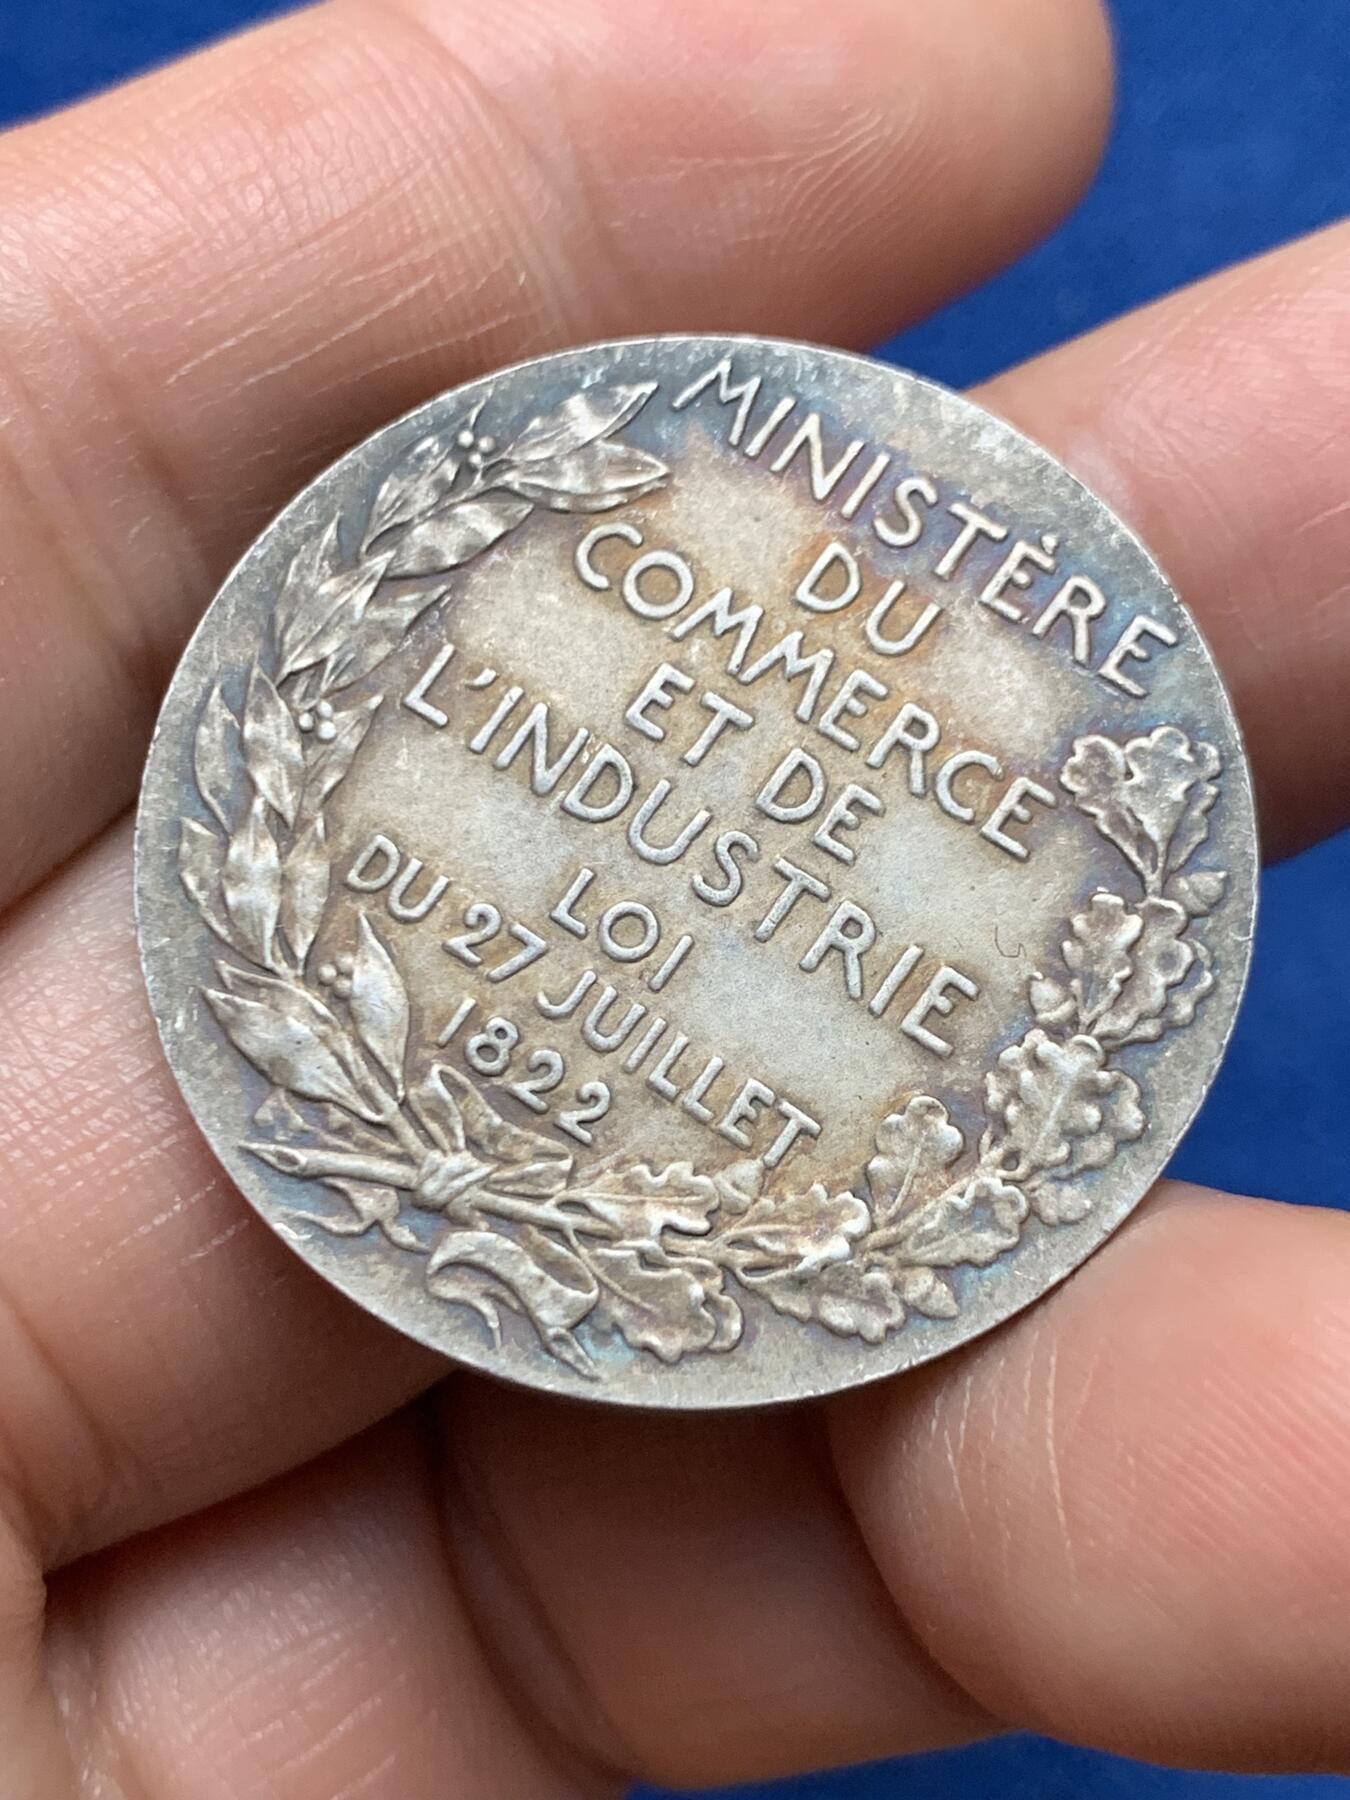 MINISTÈRE
DU
COMMERCE
ET DE
L'INDUSTRIE
LOI
DU 27 JUILLET
1822